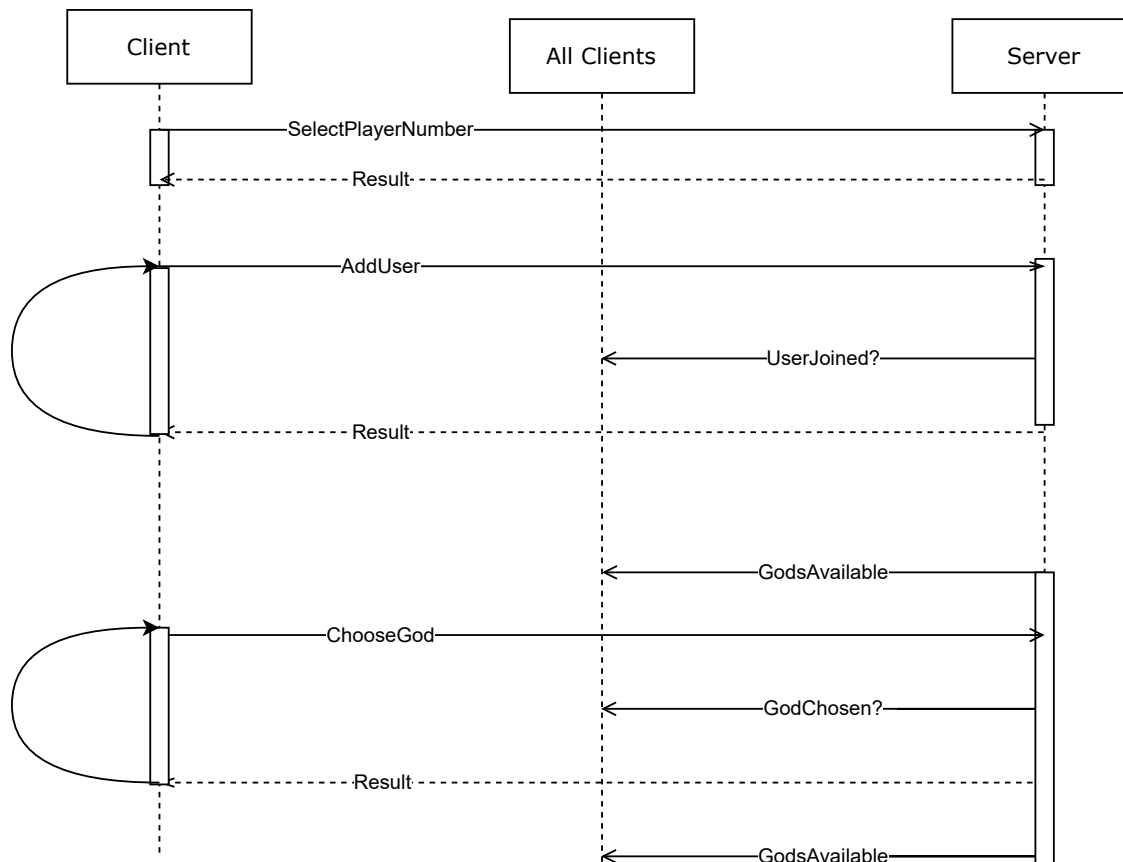 Client
All Clients
Server
SelectPlayerNumber
Result
AddUser
UserJoined?
Result
GodsAvailable
ChooseGod
GodChosen?
Result
GodsAvailable